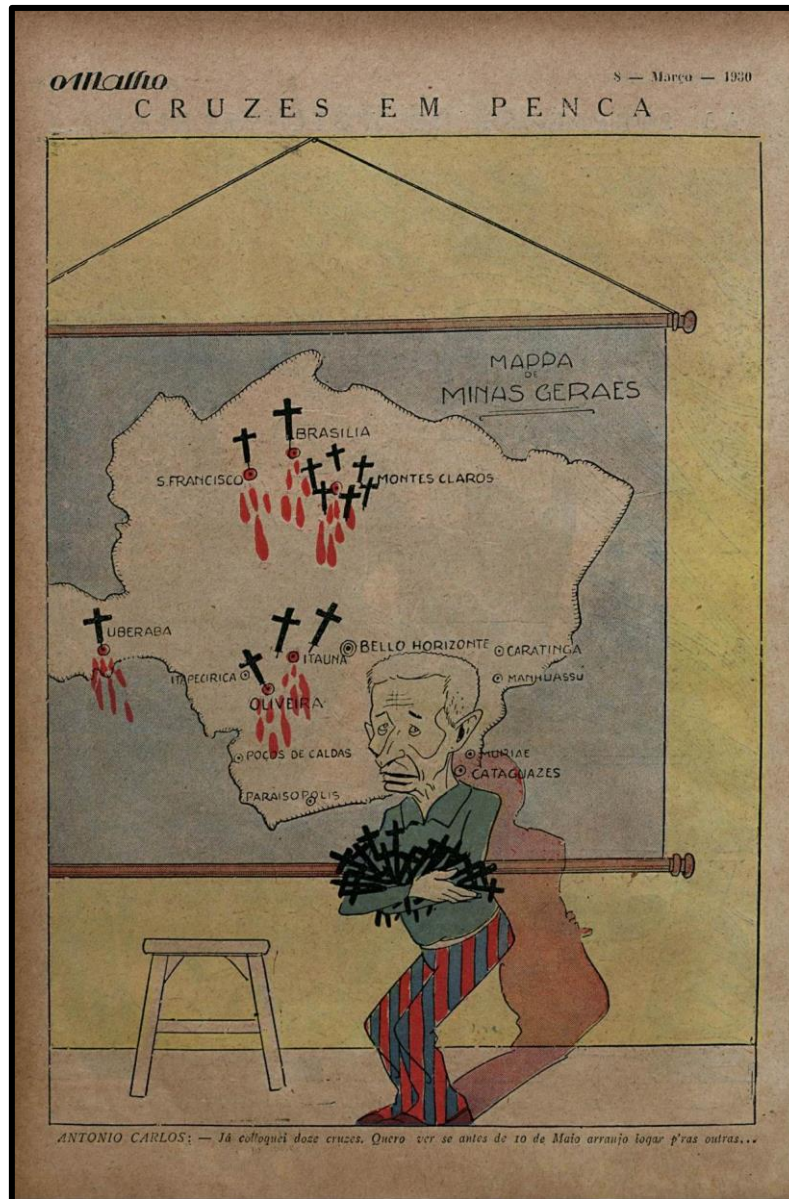 O Malho
8 — Março — 1930
CRUZES EM PENCA
MAPPA
DE
MINAS GERAES
BRASILIA
S. FRANCISCO
MONTES CLAROS
UBERABA
BELLO HORIZONTE
CARATINGA
ITAUNA
ITAPECIRICA
MANHUASSU
OLIVEIRA
POÇOS DE CALDAS
MURIAE
CATAGUAZES
PARAISOPOLIS
ANTONIO CARLOS: — Já colloquei doze cruzes. Quero ver se antes de 10 de Maio arranjo logar p'ras outras...